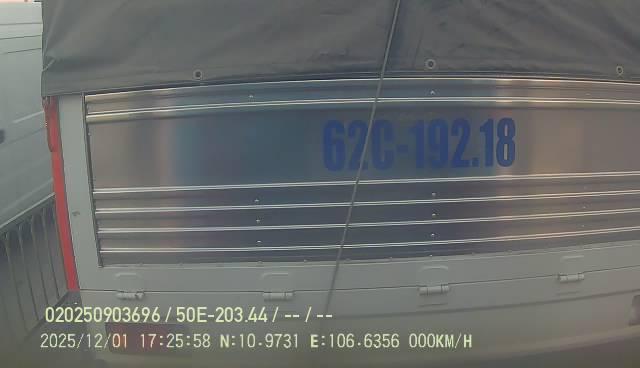 62C-192.18
020250903696 / 50E-203.44 / -- / --
2025/12/01 17:25:58 N:10.9731 E:106.6356 000KM/H